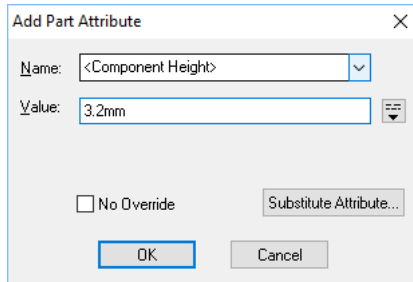 Add Part Attribute
Name: <Component Height>
Value: 3.2mm
No Override
Substitute Attribute...
OK
Cancel